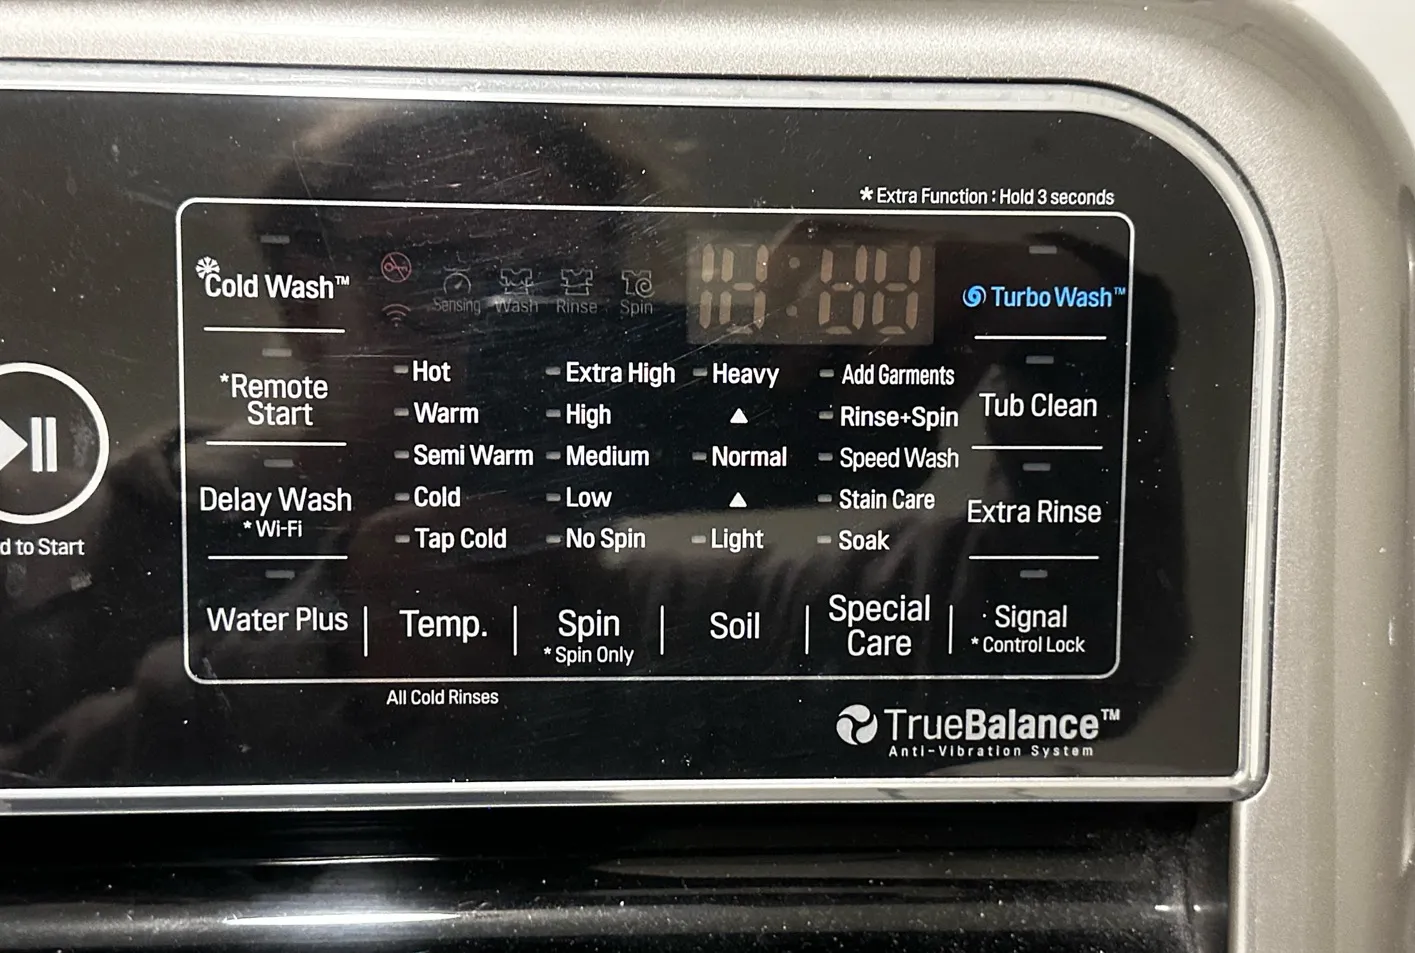 * Extra Function : Hold 3 seconds
Cold Wash™
Sensing Wash Rinse Spin
TurboWash™
*Remote
Start
Delay Wash
* Wi-Fi
Water Plus
Hot
Warm
Semi Warm
Cold
Tap Cold
Temp.
Extra High
High
Medium
Low
No Spin
Spin
* Spin Only
Heavy
▲
Normal
▲
Light
Soil
Add Garments
Rinse+Spin
Speed Wash
Stain Care
Soak
Special
Care
Tub Clean
Extra Rinse
Signal
* Control Lock
d to Start
All Cold Rinses
TrueBalance™
Anti-Vibration System